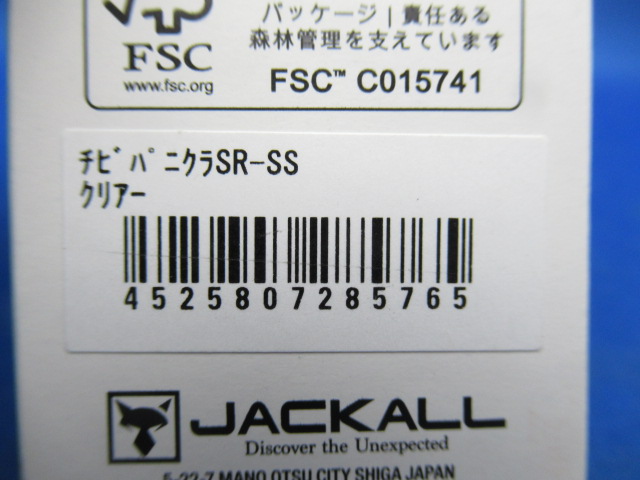 FSC
www.fsc.org
パッケージ | 責任ある
森林管理を支えています
FSC™ C015741
ﾁﾋﾞﾊﾟﾆｸﾗSR-SS
ｸﾘｱｰ
4525807285765
JACKALL
Discover the Unexpected
5-22-7 MANO OTSU CITY SHIGA JAPAN